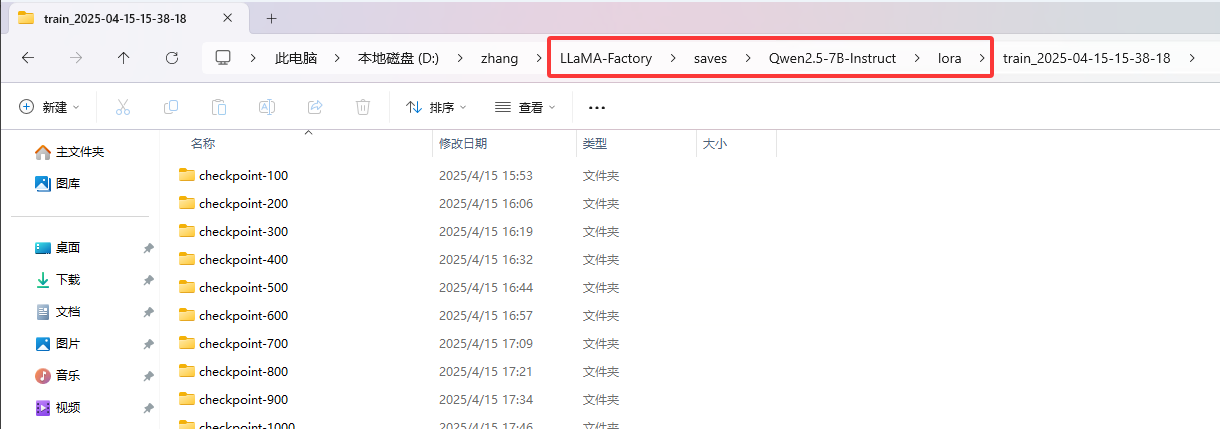 train_2025-04-15-15-38-18
此电脑 > 本地磁盘 (D:) > zhang > LLaMA-Factory > saves > Qwen2.5-7B-Instruct > lora > train_2025-04-15-15-38-18 >
新建 排序 查看
名称 修改日期 类型 大小
主文件夹
图库
桌面
下载
文档
图片
音乐
视频
checkpoint-100 2025/4/15 15:53 文件夹
checkpoint-200 2025/4/15 16:06 文件夹
checkpoint-300 2025/4/15 16:19 文件夹
checkpoint-400 2025/4/15 16:32 文件夹
checkpoint-500 2025/4/15 16:44 文件夹
checkpoint-600 2025/4/15 16:57 文件夹
checkpoint-700 2025/4/15 17:09 文件夹
checkpoint-800 2025/4/15 17:21 文件夹
checkpoint-900 2025/4/15 17:34 文件夹
checkpoint-1000 2025/4/15 17:46 文件夹